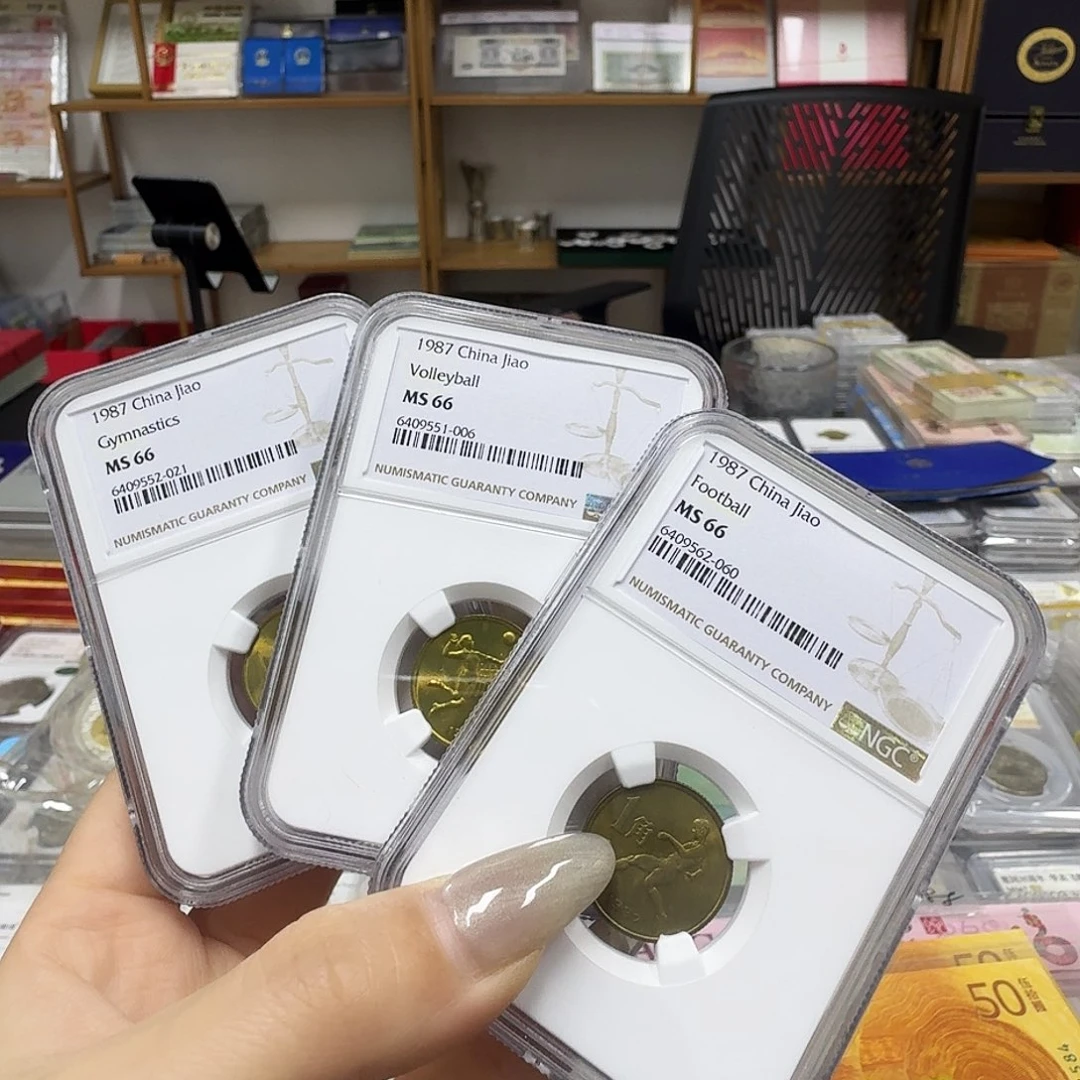 1987 China Jiao
Gymnastics
MS 66
6409552-021
NUMISMATIC GUARANTY COMPANY
1987 China Jiao
Volleyball
MS 66
6409551-006
NUMISMATIC GUARANTY COMPANY
1987 China Jiao
Football
MS 66
6409562-060
NUMISMATIC GUARANTY COMPANY
NGC®
1角
50
50